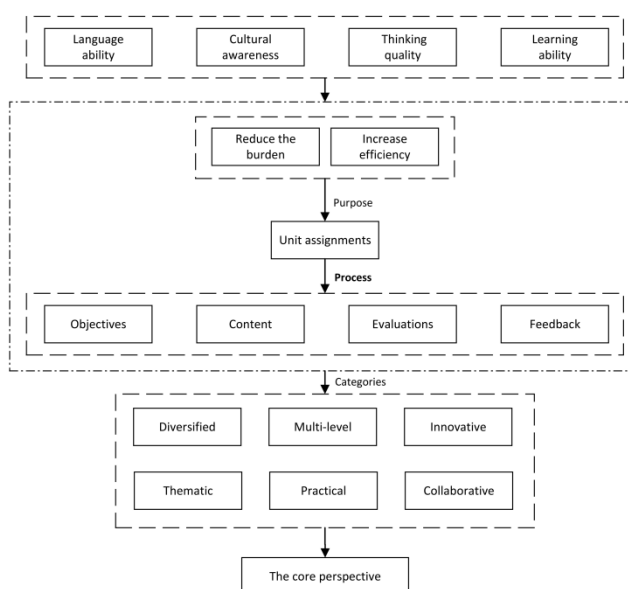 Language
ability
Cultural
awareness
Thinking
quality
Learning
ability
Reduce the
burden
Increase
efficiency
Purpose
Unit assignments
Process
Objectives
Content
Evaluations
Feedback
Categories
Diversified
Multi-level
Innovative
Thematic
Practical
Collaborative
The core perspective